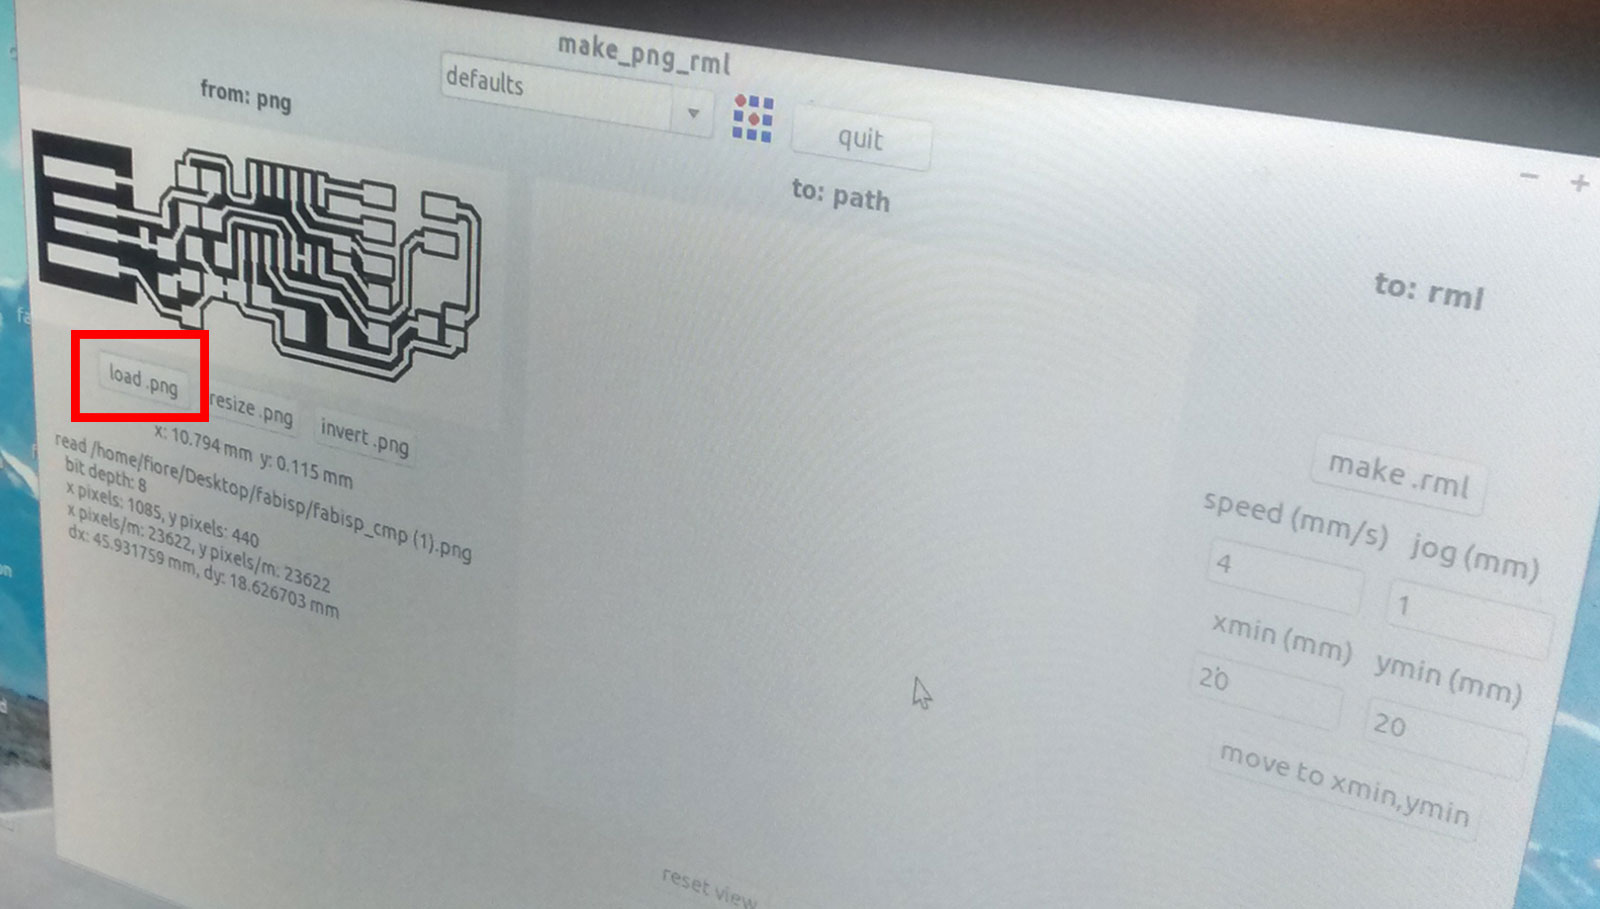 make_png_rml
defaults
quit
from: png
to: path
to: rml
load .png
resize .png
invert .png
x: 10.794 mm y: 0.115 mm
read /home/fiore/Desktop/fabisp/fabisp_cmp (1).png
bit depth: 8
x pixels: 1085, y pixels: 440
x pixels/m: 23622, y pixels/m: 23622
dx: 45.931759 mm, dy: 18.626703 mm
make .rml
speed (mm/s) jog (mm)
4 1
xmin (mm) ymin (mm)
20 20
move to xmin,ymin
reset view